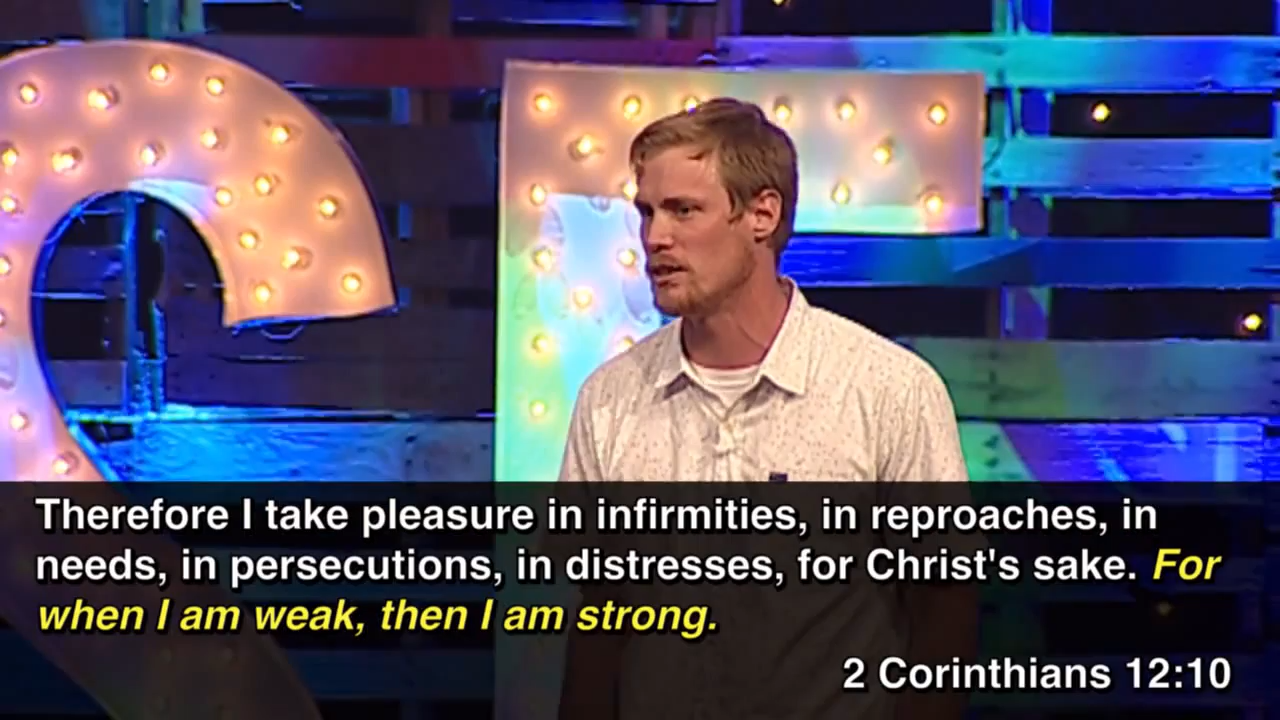 Therefore I take pleasure in infirmities, in reproaches, in
needs, in persecutions, in distresses, for Christ's sake. For
when I am weak, then I am strong.
2 Corinthians 12:10